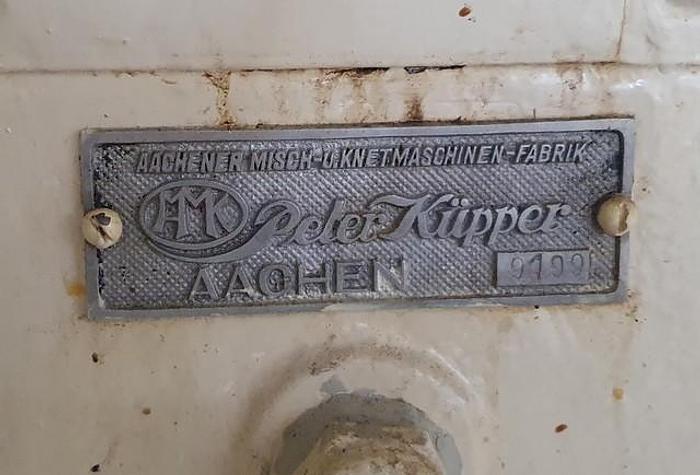 AACHENER MISCH-U.KNETMASCHINEN-FABRIK
AMK Peter Küpper
AACHEN 9199